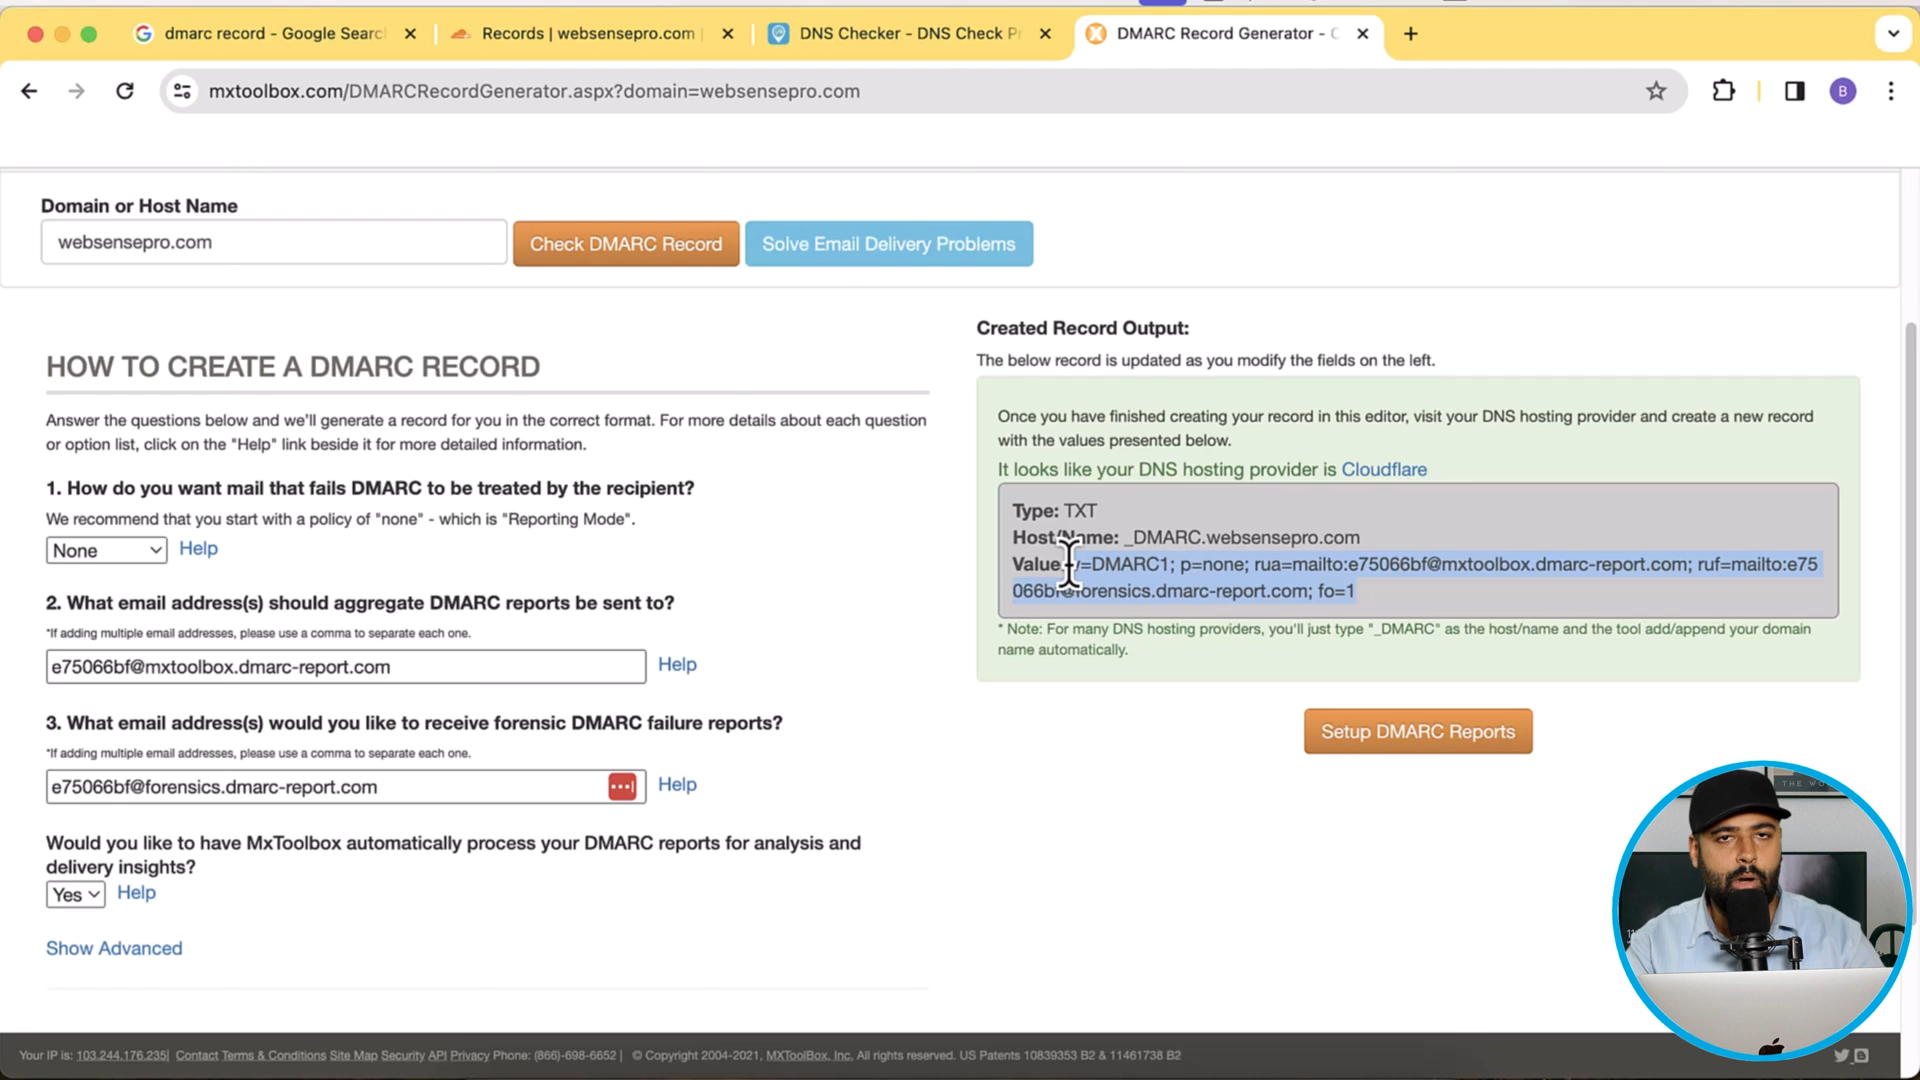 dmarc record - Google Searc
Records | websensepro.com |
DNS Checker - DNS Check Pr
DMARC Record Generator - C
mxtoolbox.com/DMARCRecordGenerator.aspx?domain=websensepro.com
B
Domain or Host Name
websensepro.com
Check DMARC Record
Solve Email Delivery Problems
HOW TO CREATE A DMARC RECORD
Answer the questions below and we'll generate a record for you in the correct format. For more details about each question
or option list, click on the "Help" link beside it for more detailed information.
1. How do you want mail that fails DMARC to be treated by the recipient?
We recommend that you start with a policy of "none" - which is "Reporting Mode".
None
Help
2. What email address(s) should aggregate DMARC reports be sent to?
*If adding multiple email addresses, please use a comma to separate each one.
e75066bf@mxtoolbox.dmarc-report.com
Help
3. What email address(s) would you like to receive forensic DMARC failure reports?
*If adding multiple email addresses, please use a comma to separate each one.
e75066bf@forensics.dmarc-report.com
Help
Would you like to have MxToolbox automatically process your DMARC reports for analysis and
delivery insights?
Yes
Help
Show Advanced
Created Record Output:
The below record is updated as you modify the fields on the left.
Once you have finished creating your record in this editor, visit your DNS hosting provider and create a new record
with the values presented below.
It looks like your DNS hosting provider is Cloudflare
Type: TXT
Host/Name: _DMARC.websensepro.com
Value: v=DMARC1; p=none; rua=mailto:e75066bf@mxtoolbox.dmarc-report.com; ruf=mailto:e75
066bf@forensics.dmarc-report.com; fo=1
* Note: For many DNS hosting providers, you'll just type "_DMARC" as the host/name and the tool add/append your domain
name automatically.
Setup DMARC Reports
THE WO
Your IP is: 103.244.176.235| Contact Terms & Conditions Site Map Security API Privacy Phone: (866)-698-6652 | © Copyright 2004-2021, MXToolBox, Inc. All rights reserved. US Patents 10839353 B2 & 11461738 B2